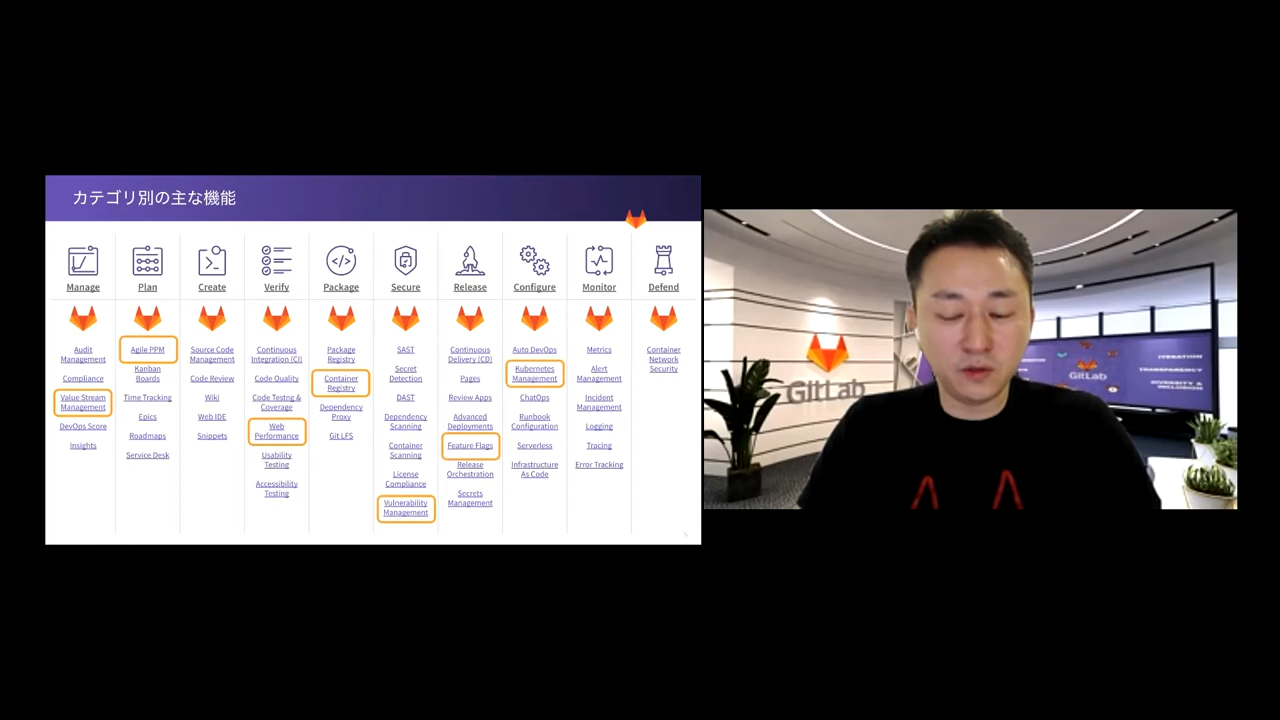 カテゴリ別の主な機能
Manage
Plan
Create
Verify
Package
Secure
Release
Configure
Monitor
Defend
Audit
Management
Compliance
Value Stream
Management
DevOps Score
Insights
Agile PPM
Kanban
Boards
Time Tracking
Epics
Roadmaps
Service Desk
Source Code
Management
Code Review
Wiki
Web IDE
Snippets
Continuous
Integration (CI)
Code Quality
Code Testng &
Coverage
Web
Performance
Usability
Testing
Accessibility
Testing
Package
Registry
Container
Registry
Dependency
Proxy
Git LFS
SAST
Secret
Detection
DAST
Dependency
Scanning
Container
Scanning
License
Compliance
Vulnerability
Management
Continuous
Delivery (CD)
Pages
Review Apps
Advanced
Deployments
Feature Flags
Release
Orchestration
Secrets
Management
Auto DevOps
Kubernetes
Management
ChatOps
Runbook
Configuration
Serverless
Infrastructure
As Code
Metrics
Alert
Management
Incident
Management
Logging
Tracing
Error Tracking
Container
Network
Security
5
GitLab
GitLab
ITERATION
TRANSPARENCY
DIVERSITY &
INCLUSION